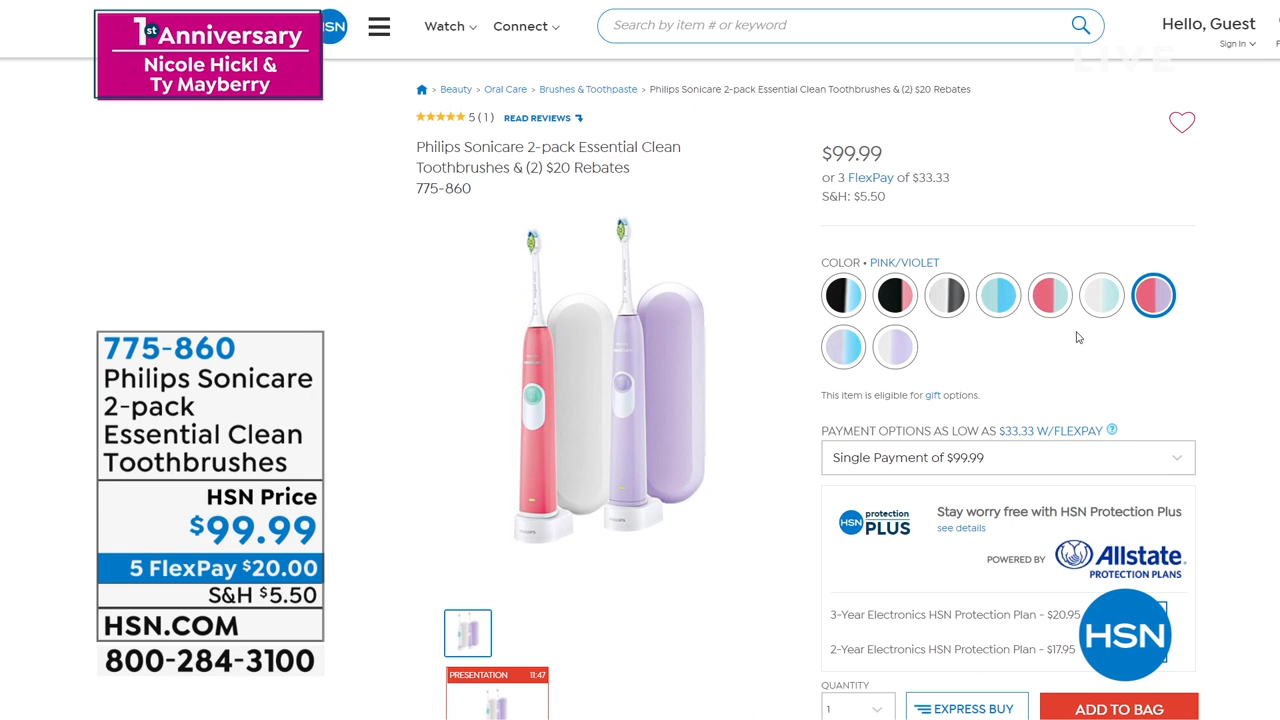 1st Anniversary
Nicole Hickl &
Ty Mayberry
HSN
Watch
Connect
Search by item # or keyword
Hello, Guest
Sign In
LIVE
> Beauty > Oral Care > Brushes & Toothpaste > Philips Sonicare 2-pack Essential Clean Toothbrushes & (2) $20 Rebates
5 (1) READ REVIEWS
Philips Sonicare 2-pack Essential Clean
Toothbrushes & (2) $20 Rebates
775-860
$99.99
or 3 FlexPay of $33.33
S&H: $5.50
COLOR • PINK/VIOLET
This item is eligible for gift options.
PAYMENT OPTIONS AS LOW AS $33.33 W/FLEXPAY ?
Single Payment of $99.99
HSN protection PLUS
Stay worry free with HSN Protection Plus
see details
POWERED BY Allstate.
PROTECTION PLANS
3-Year Electronics HSN Protection Plan - $20.95
2-Year Electronics HSN Protection Plan - $17.95
HSN
QUANTITY
1
EXPRESS BUY
ADD TO BAG
PRESENTATION 11:47
775-860
Philips Sonicare
2-pack
Essential Clean
Toothbrushes
HSN Price
$99.99
5 FlexPay $20.00
S&H $5.50
HSN.COM
800-284-3100